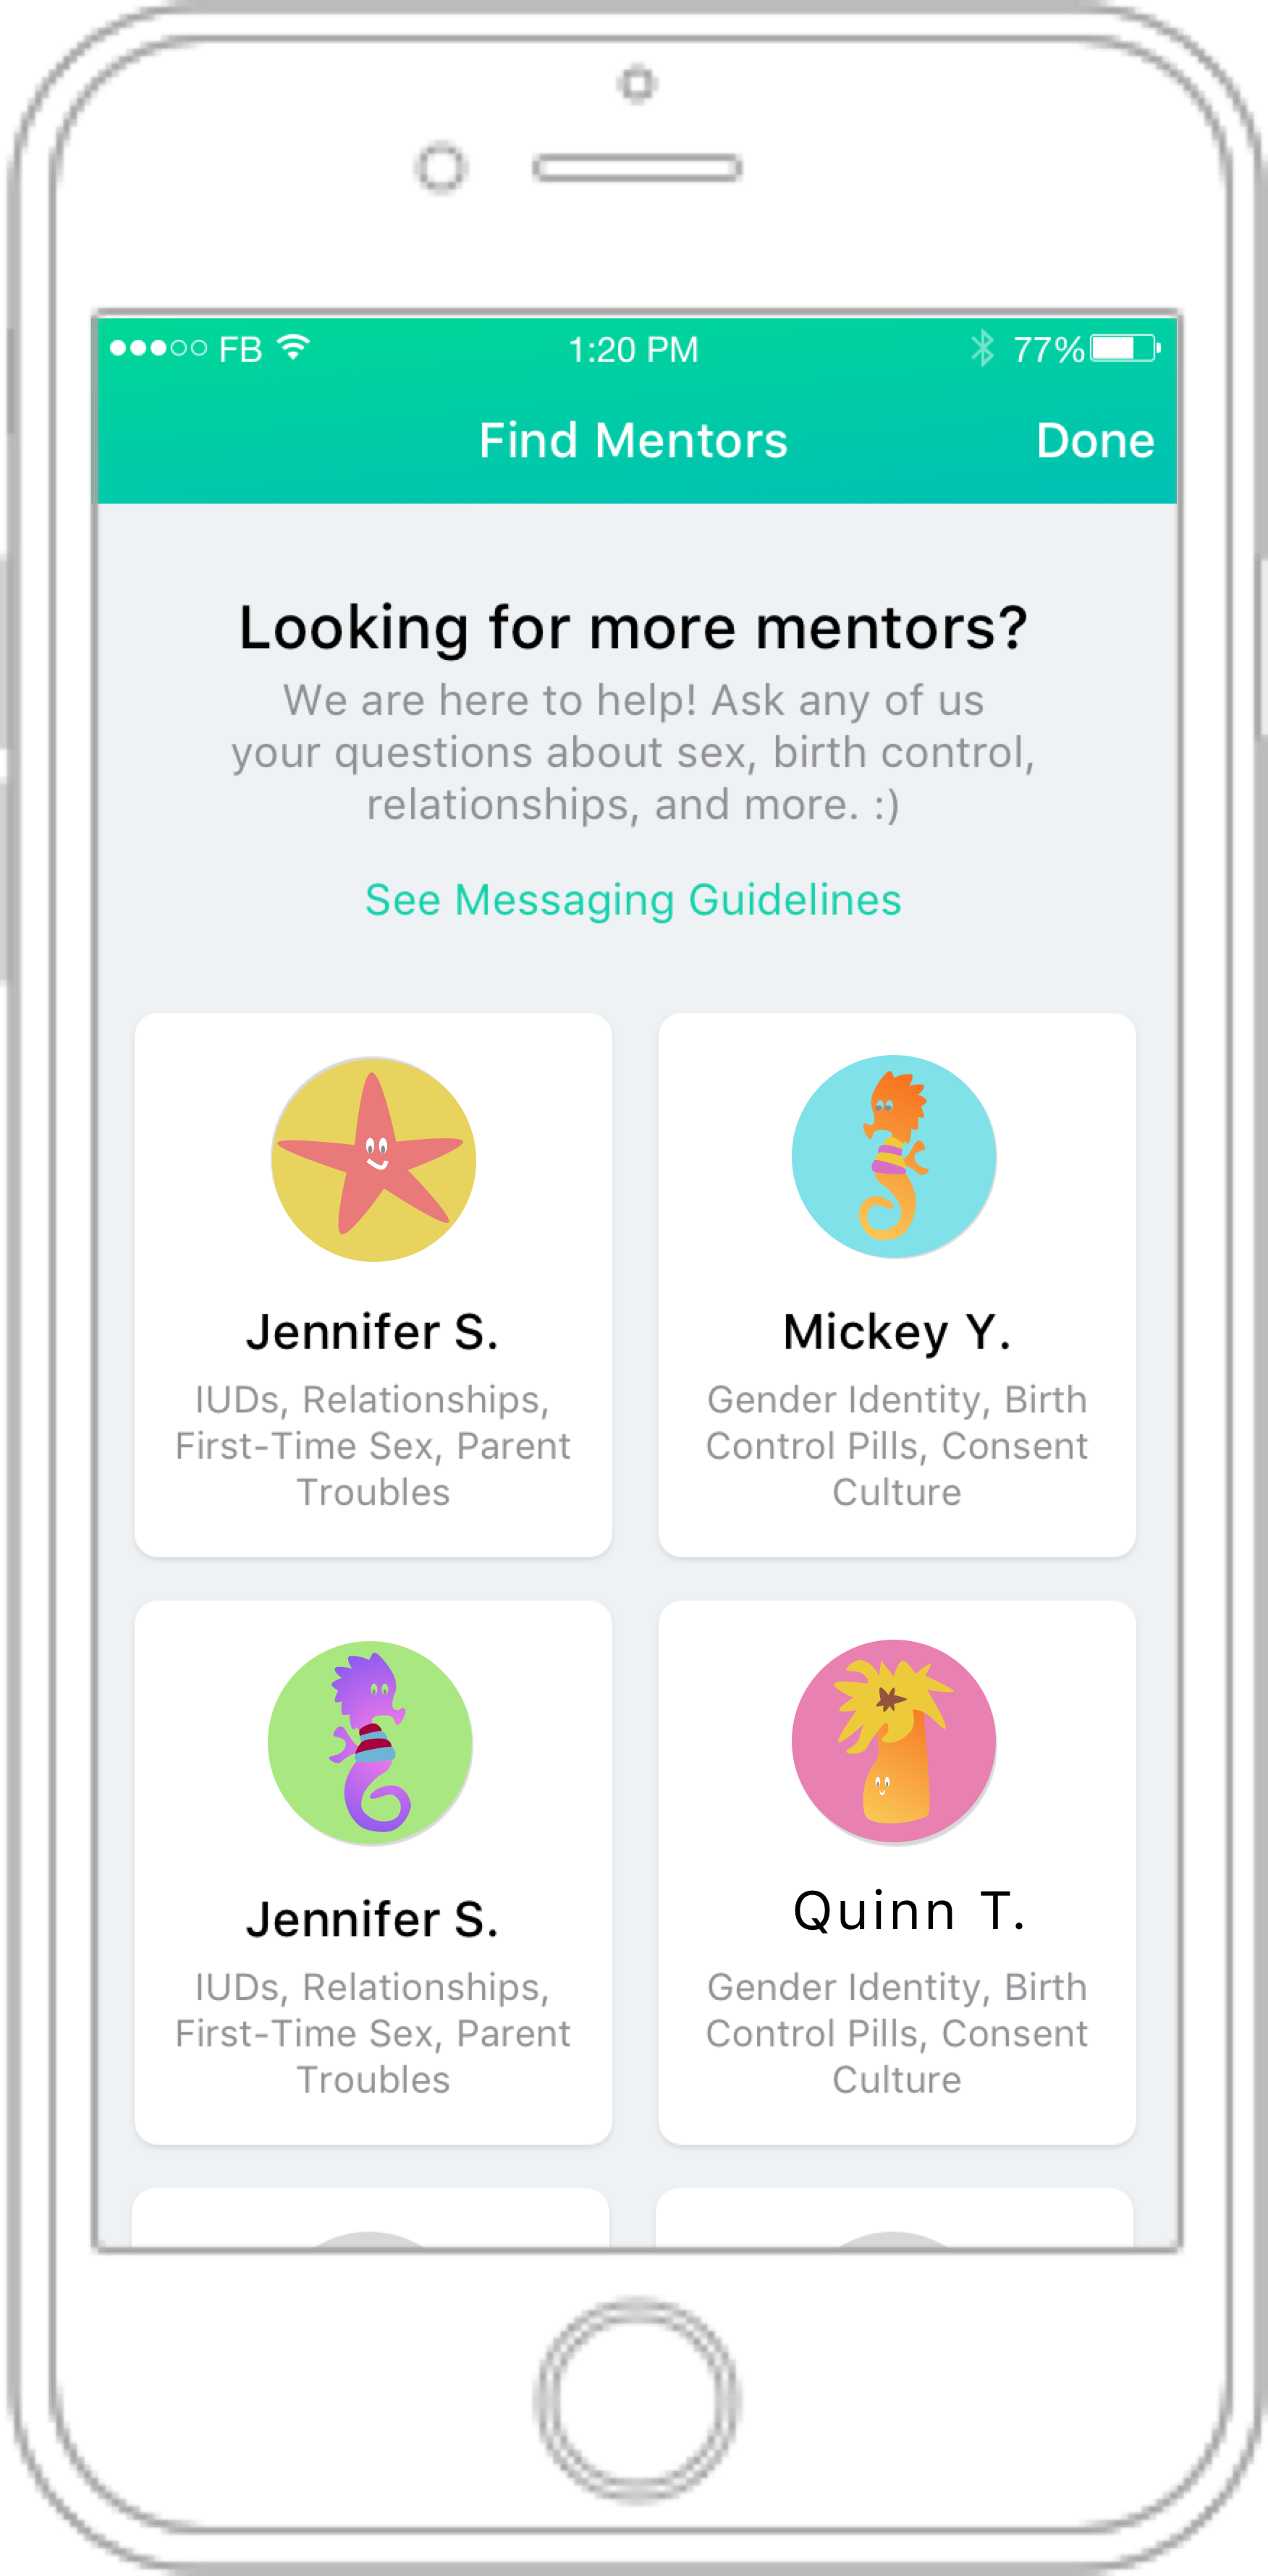 FB 1:20 PM 77%
Find Mentors Done
Looking for more mentors?
We are here to help! Ask any of us
your questions about sex, birth control,
relationships, and more. :)
See Messaging Guidelines
Jennifer S.
IUDs, Relationships,
First-Time Sex, Parent
Troubles
Mickey Y.
Gender Identity, Birth
Control Pills, Consent
Culture
Jennifer S.
IUDs, Relationships,
First-Time Sex, Parent
Troubles
Quinn T.
Gender Identity, Birth
Control Pills, Consent
Culture